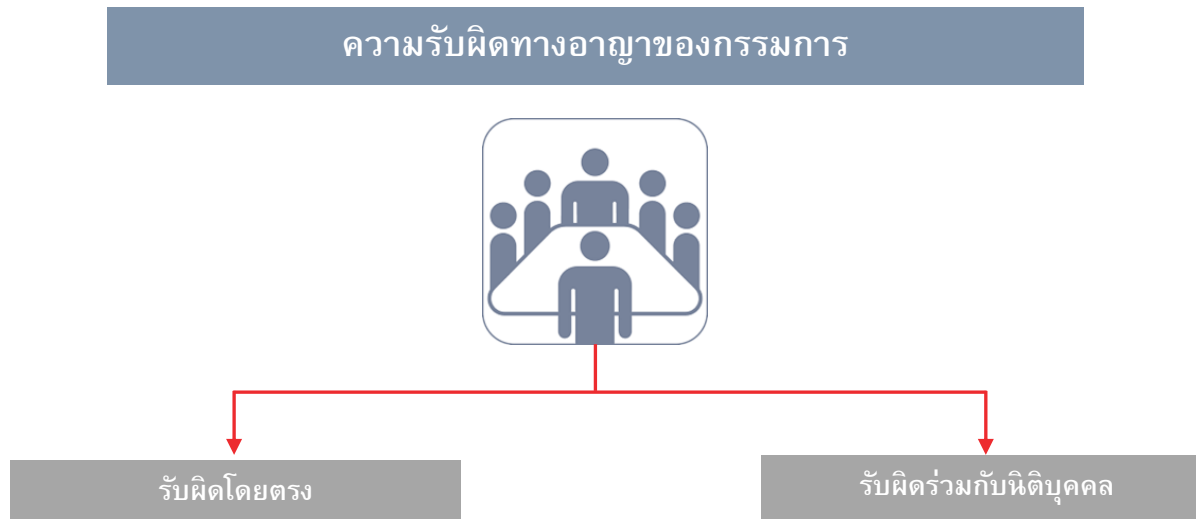 ความรับผิดทางอาญาของกรรมการ
รับผิดโดยตรง
รับผิดร่วมกับนิติบุคคล